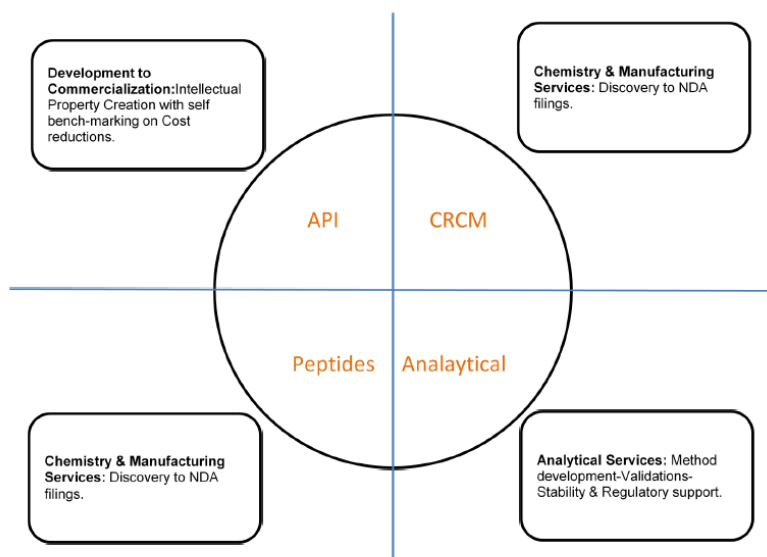 Development to
Commercialization:Intellectual
Property Creation with self
bench-marking on Cost
reductions.
Chemistry & Manufacturing
Services: Discovery to NDA
filings.
API
CRCM
Peptides
Analaytical
Chemistry & Manufacturing
Services: Discovery to NDA
filings.
Analytical Services: Method
development-Validations-
Stability & Regulatory support.